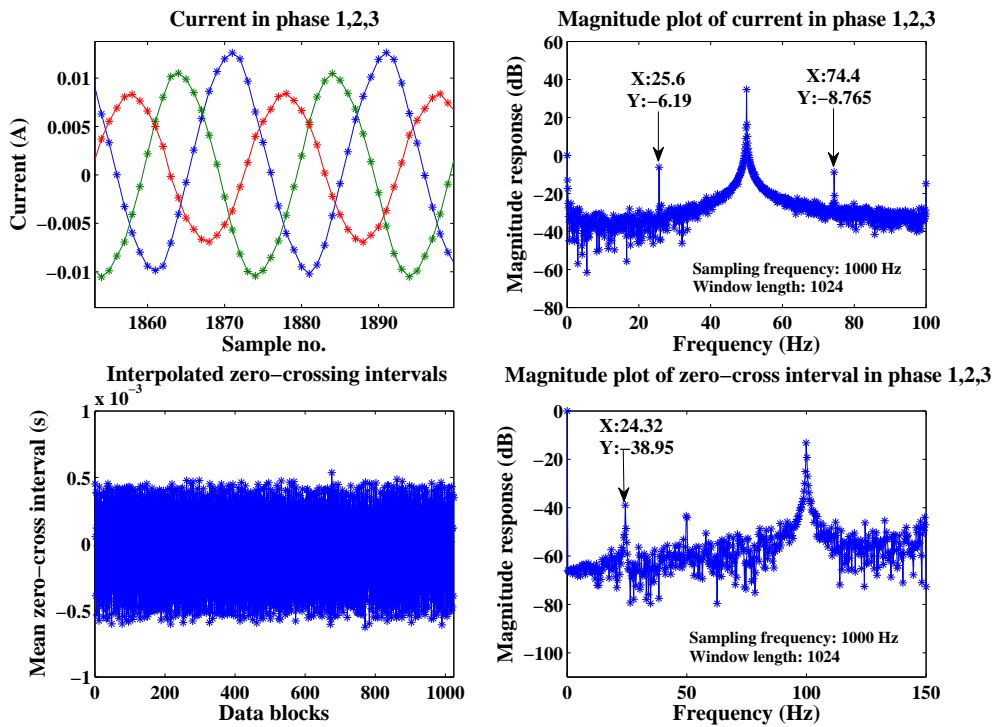 Current in phase 1,2,3
Current (A)
0.01
0.005
0
−0.005
−0.01
1860
1870
1880
1890
Sample no.
Magnitude plot of current in phase 1,2,3
Magnitude response (dB)
60
40
20
0
−20
−40
−60
−80
X:25.6
Y:−6.19
X:74.4
Y:−8.765
Sampling frequency: 1000 Hz
Window length: 1024
0
20
40
60
80
100
Frequency (Hz)
Interpolated zero−crossing intervals
x 10−3
Mean zero−cross interval (s)
1
0.5
0
−0.5
−1
0
200
400
600
800
1000
Data blocks
Magnitude plot of zero−cross interval in phase 1,2,3
Magnitude response (dB)
0
−20
−40
−60
−80
−100
X:24.32
Y:−38.95
Sampling frequency: 1000 Hz
Window length: 1024
0
50
100
150
Frequency (Hz)